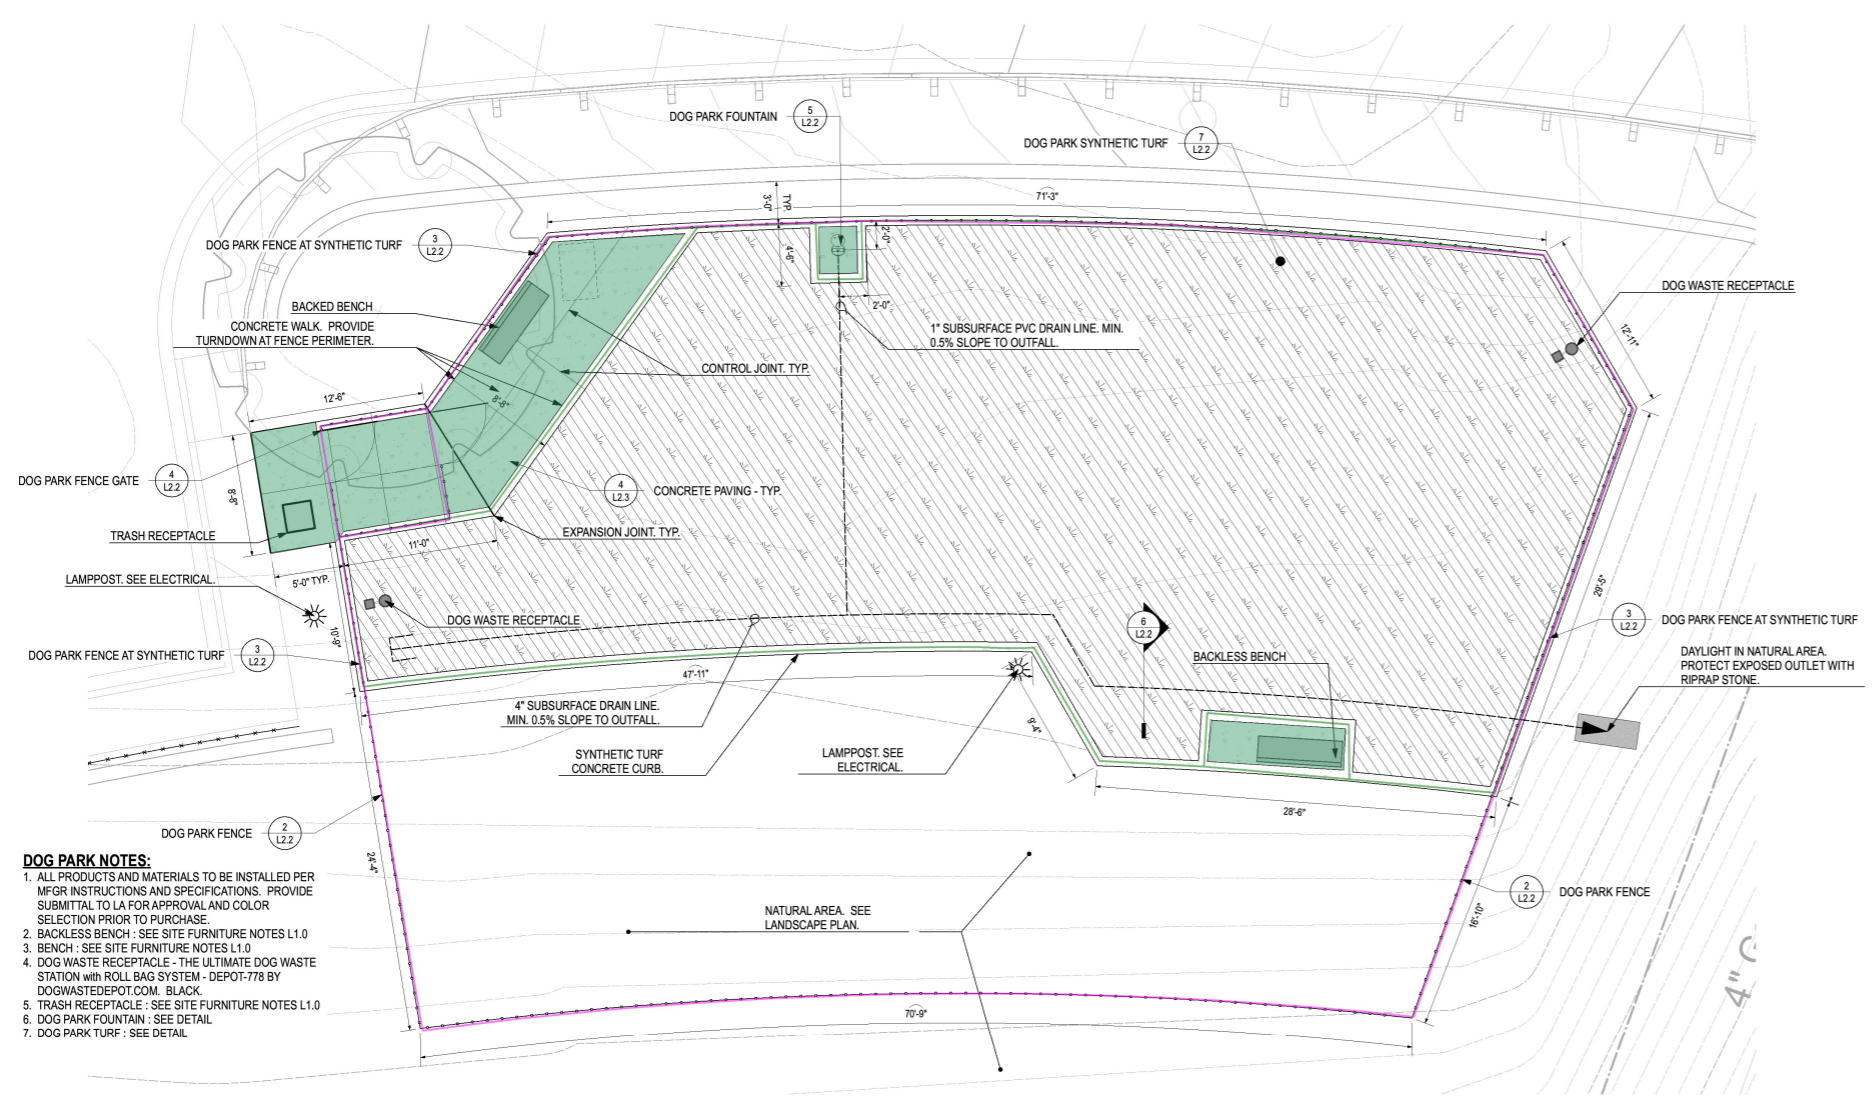 5
L2.2
DOG PARK FOUNTAIN
7
L2.2
DOG PARK SYNTHETIC TURF
71'-3"
TYP.
3'-0"
3
L2.2
DOG PARK FENCE AT SYNTHETIC TURF
4'-6"
2'-0"
2'-0"
DOG WASTE RECEPTACLE
BACKED BENCH
CONCRETE WALK. PROVIDE
TURNDOWN AT FENCE PERIMETER.
1" SUBSURFACE PVC DRAIN LINE. MIN.
0.5% SLOPE TO OUTFALL.
12'-11"
CONTROL JOINT. TYP.
12'-6"
8'-8"
DOG PARK FENCE GATE
4
L2.2
8'-8"
4
L2.3
CONCRETE PAVING - TYP.
TRASH RECEPTACLE
EXPANSION JOINT. TYP.
11'-0"
LAMPPOST. SEE ELECTRICAL.
5'-0" TYP.
29'-5"
DOG WASTE RECEPTACLE
10'-9"
6
L2.2
3
L2.2
DOG PARK FENCE AT SYNTHETIC TURF
DOG PARK FENCE AT SYNTHETIC TURF
3
L2.2
BACKLESS BENCH
DAYLIGHT IN NATURAL AREA.
PROTECT EXPOSED OUTLET WITH
RIPRAP STONE.
47'-11"
4" SUBSURFACE DRAIN LINE.
MIN. 0.5% SLOPE TO OUTFALL.
9'-4"
SYNTHETIC TURF
CONCRETE CURB.
LAMPPOST. SEE
ELECTRICAL.
28'-6"
DOG PARK FENCE
2
L2.2
24'-4"
2
L2.2
DOG PARK FENCE
NATURAL AREA. SEE
LANDSCAPE PLAN.
16'-10"
70'-9"
4"
DOG PARK NOTES:
1. ALL PRODUCTS AND MATERIALS TO BE INSTALLED PER
MFGR INSTRUCTIONS AND SPECIFICATIONS. PROVIDE
SUBMITTAL TO LA FOR APPROVAL AND COLOR
SELECTION PRIOR TO PURCHASE.
2. BACKLESS BENCH : SEE SITE FURNITURE NOTES L1.0
3. BENCH : SEE SITE FURNITURE NOTES L1.0
4. DOG WASTE RECEPTACLE - THE ULTIMATE DOG WASTE
STATION with ROLL BAG SYSTEM - DEPOT-778 BY
DOGWASTEDEPOT.COM. BLACK.
5. TRASH RECEPTACLE : SEE SITE FURNITURE NOTES L1.0
6. DOG PARK FOUNTAIN : SEE DETAIL
7. DOG PARK TURF : SEE DETAIL